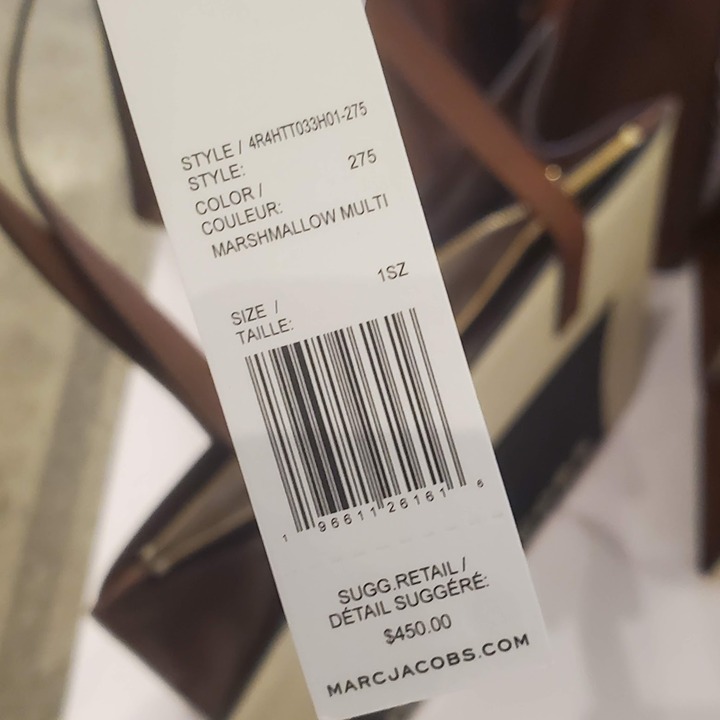 STYLE / 4R4HTT033H01-275
STYLE:
COLOR / 275
COULEUR:
MARSHMALLOW MULTI
SIZE / 1SZ
TAILLE:
1 96611 26161 6
SUGG.RETAIL /
DÉTAIL SUGGÉRÉ:
$450.00
MARCJACOBS.COM